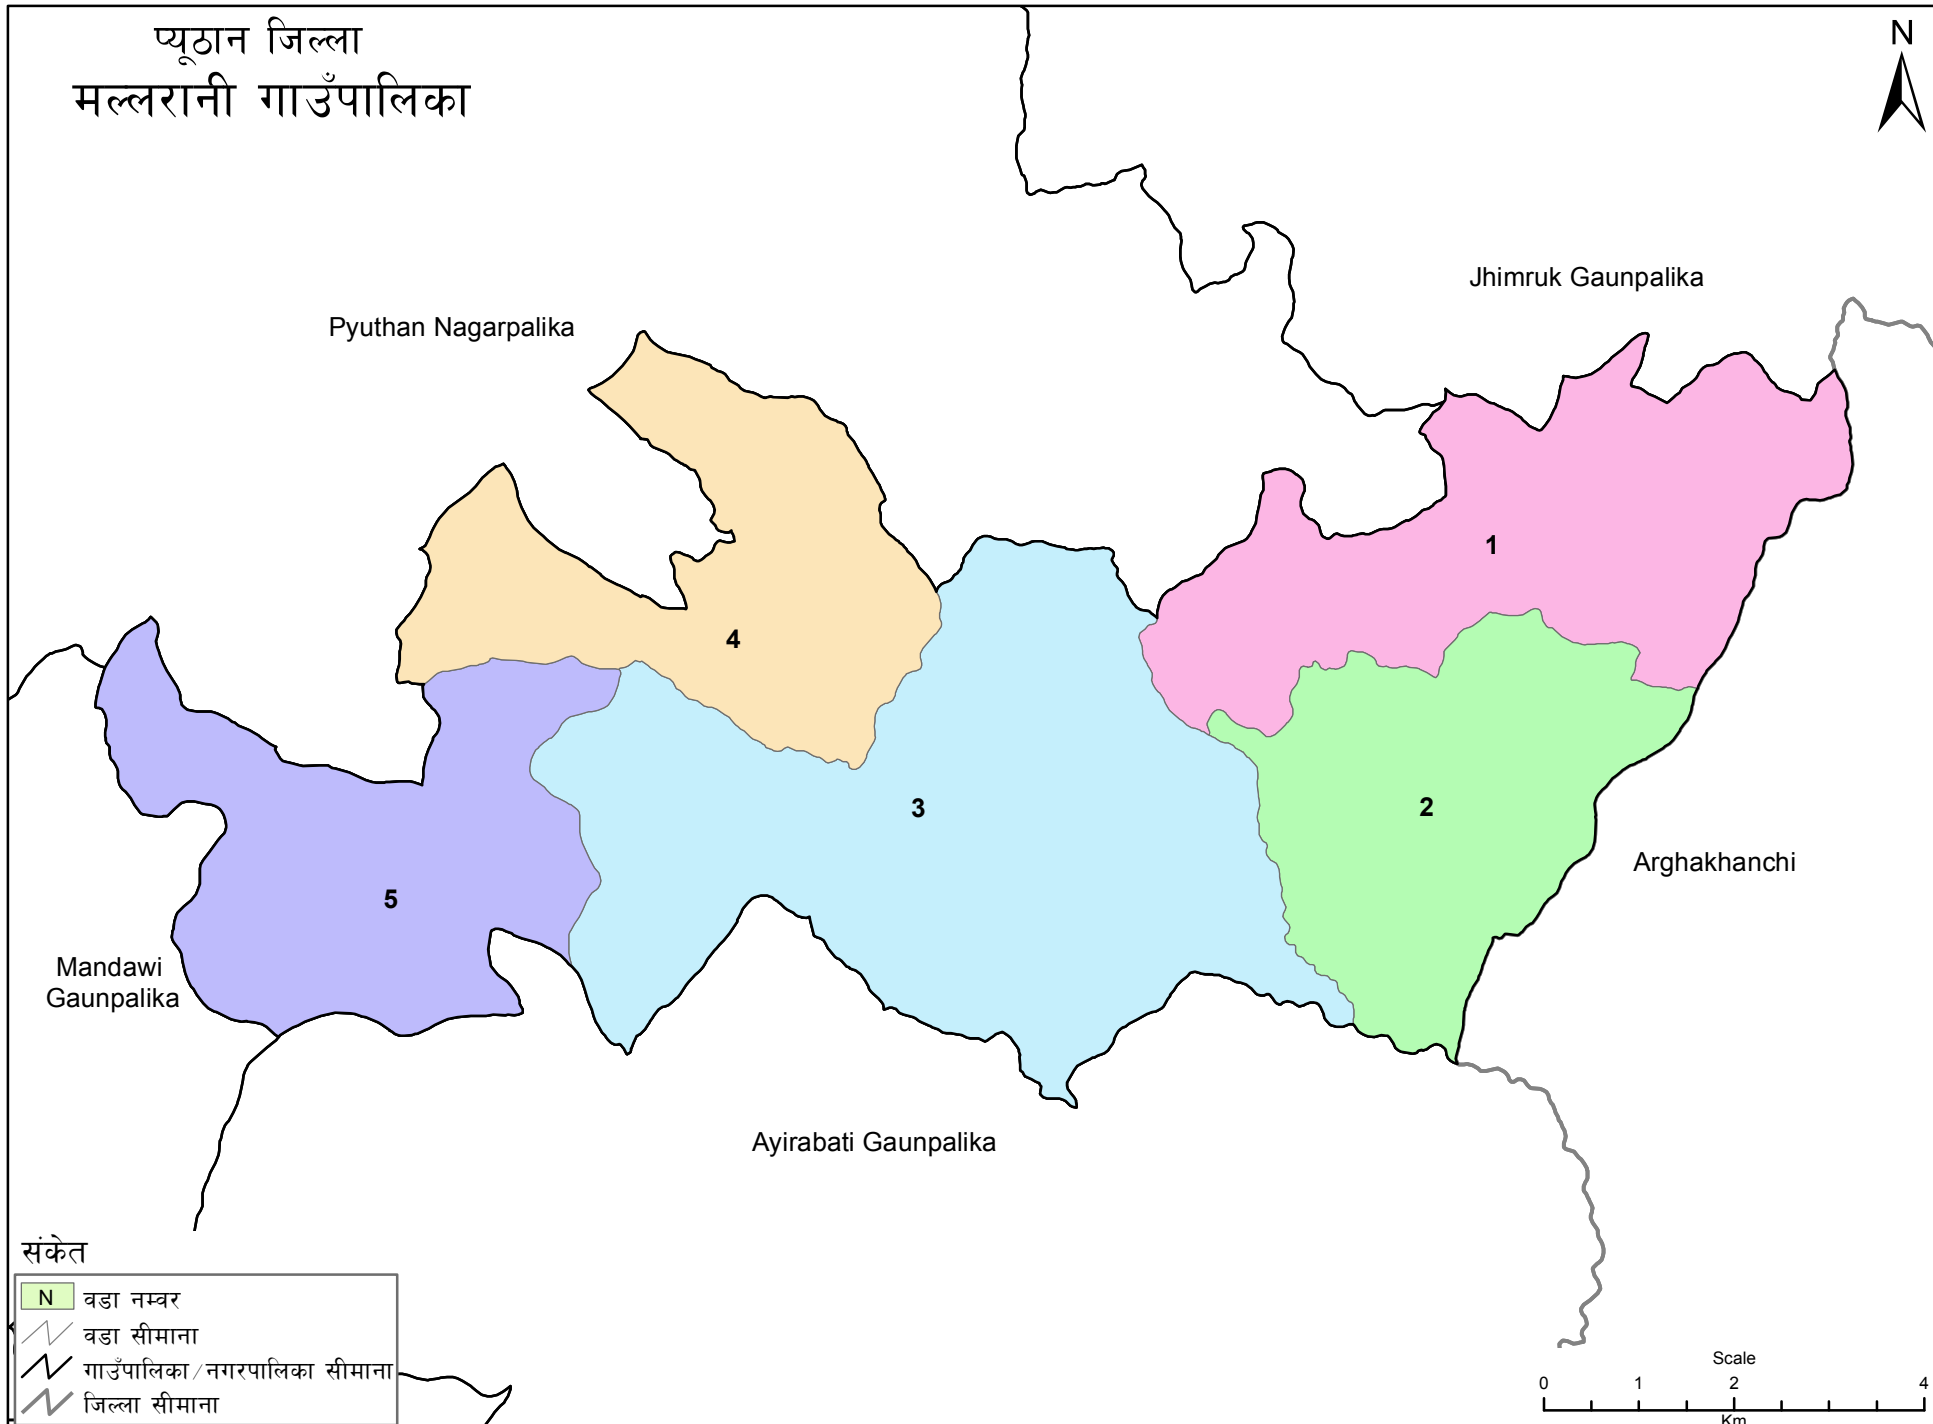 प्यूठान जिल्ला
मल्लरानी गाउँपालिका
N
Jhimruk Gaunpalika
Pyuthan Nagarpalika
1
4
3
2
Arghakhanchi
5
Mandawi
Gaunpalika
Ayirabati Gaunpalika
संकेत
N वडा नम्वर
वडा सीमाना
गाउँपालिका/नगरपालिका सीमाना
जिल्ला सीमाना
Scale
0 1 2 4
Km